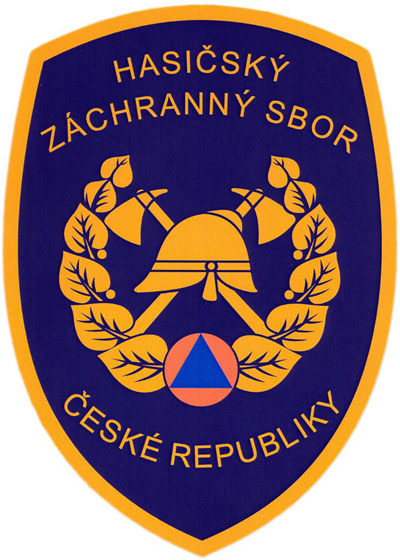 HASIČSKÝ
ZÁCHRANNÝ SBOR
ČESKÉ REPUBLIKY